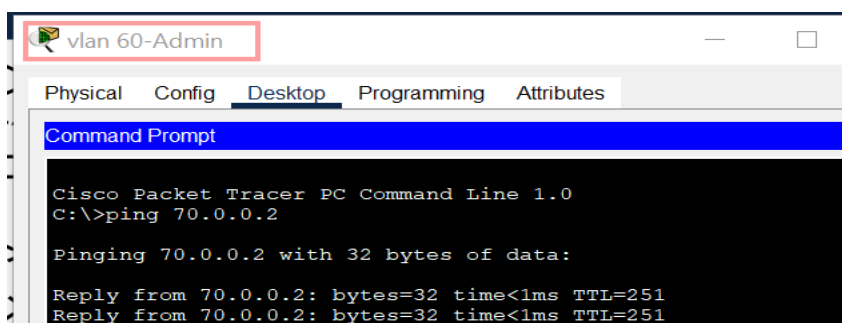 vlan 60-Admin
Physical Config Desktop Programming Attributes
Command Prompt
Cisco Packet Tracer PC Command Line 1.0
C:\>ping 70.0.0.2
Pinging 70.0.0.2 with 32 bytes of data:
Reply from 70.0.0.2: bytes=32 time<1ms TTL=251
Reply from 70.0.0.2: bytes=32 time<1ms TTL=251